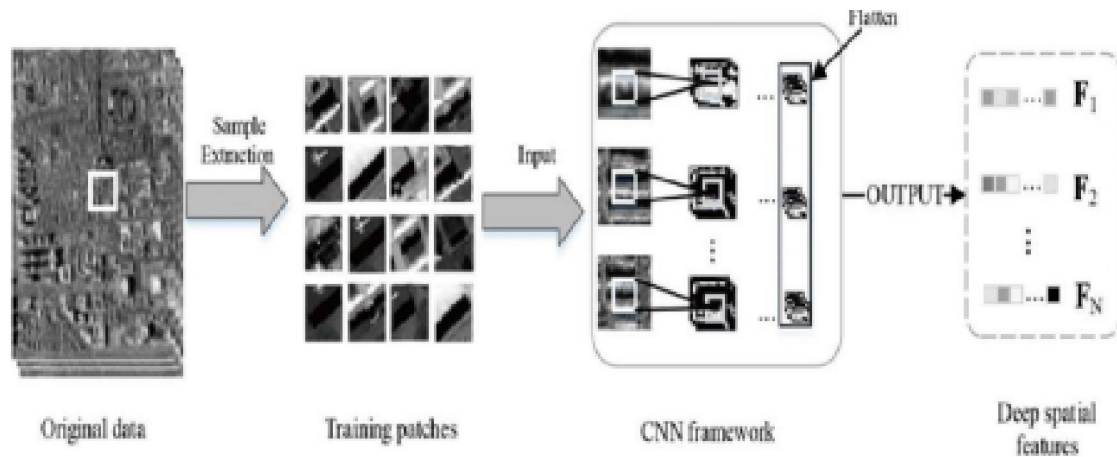 Flatten
Sample
Extraction
Input
OUTPUT
F1
F2
FN
...
Original data
Training patches
CNN framework
Deep spatial
features